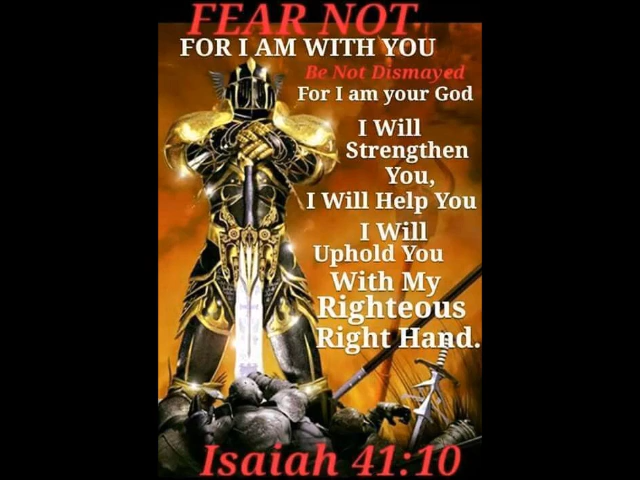 FEAR NOT
FOR I AM WITH YOU
Be Not Dismayed
For I am your God
I Will
Strengthen
You,
I Will Help You
I Will
Uphold You
With My
Righteous
Right Hand.
Isaiah 41:10